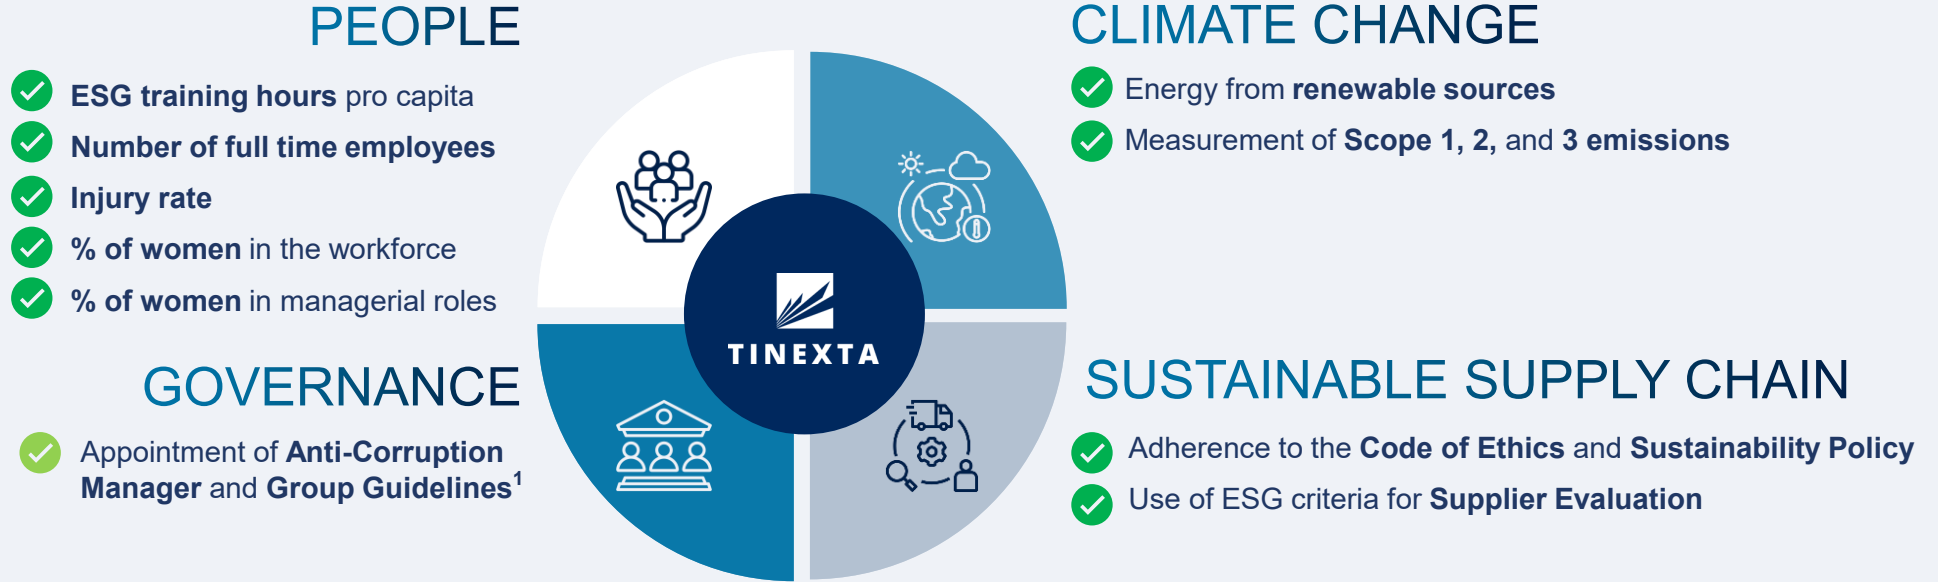 PEOPLE
ESG training hours pro capita
Number of full time employees
Injury rate
% of women in the workforce
% of women in managerial roles
GOVERNANCE
Appointment of Anti-Corruption
Manager and Group Guidelines¹
TINEXTA
CLIMATE CHANGE
Energy from renewable sources
Measurement of Scope 1, 2, and 3 emissions
SUSTAINABLE SUPPLY CHAIN
Adherence to the Code of Ethics and Sustainability Policy
Use of ESG criteria for Supplier Evaluation